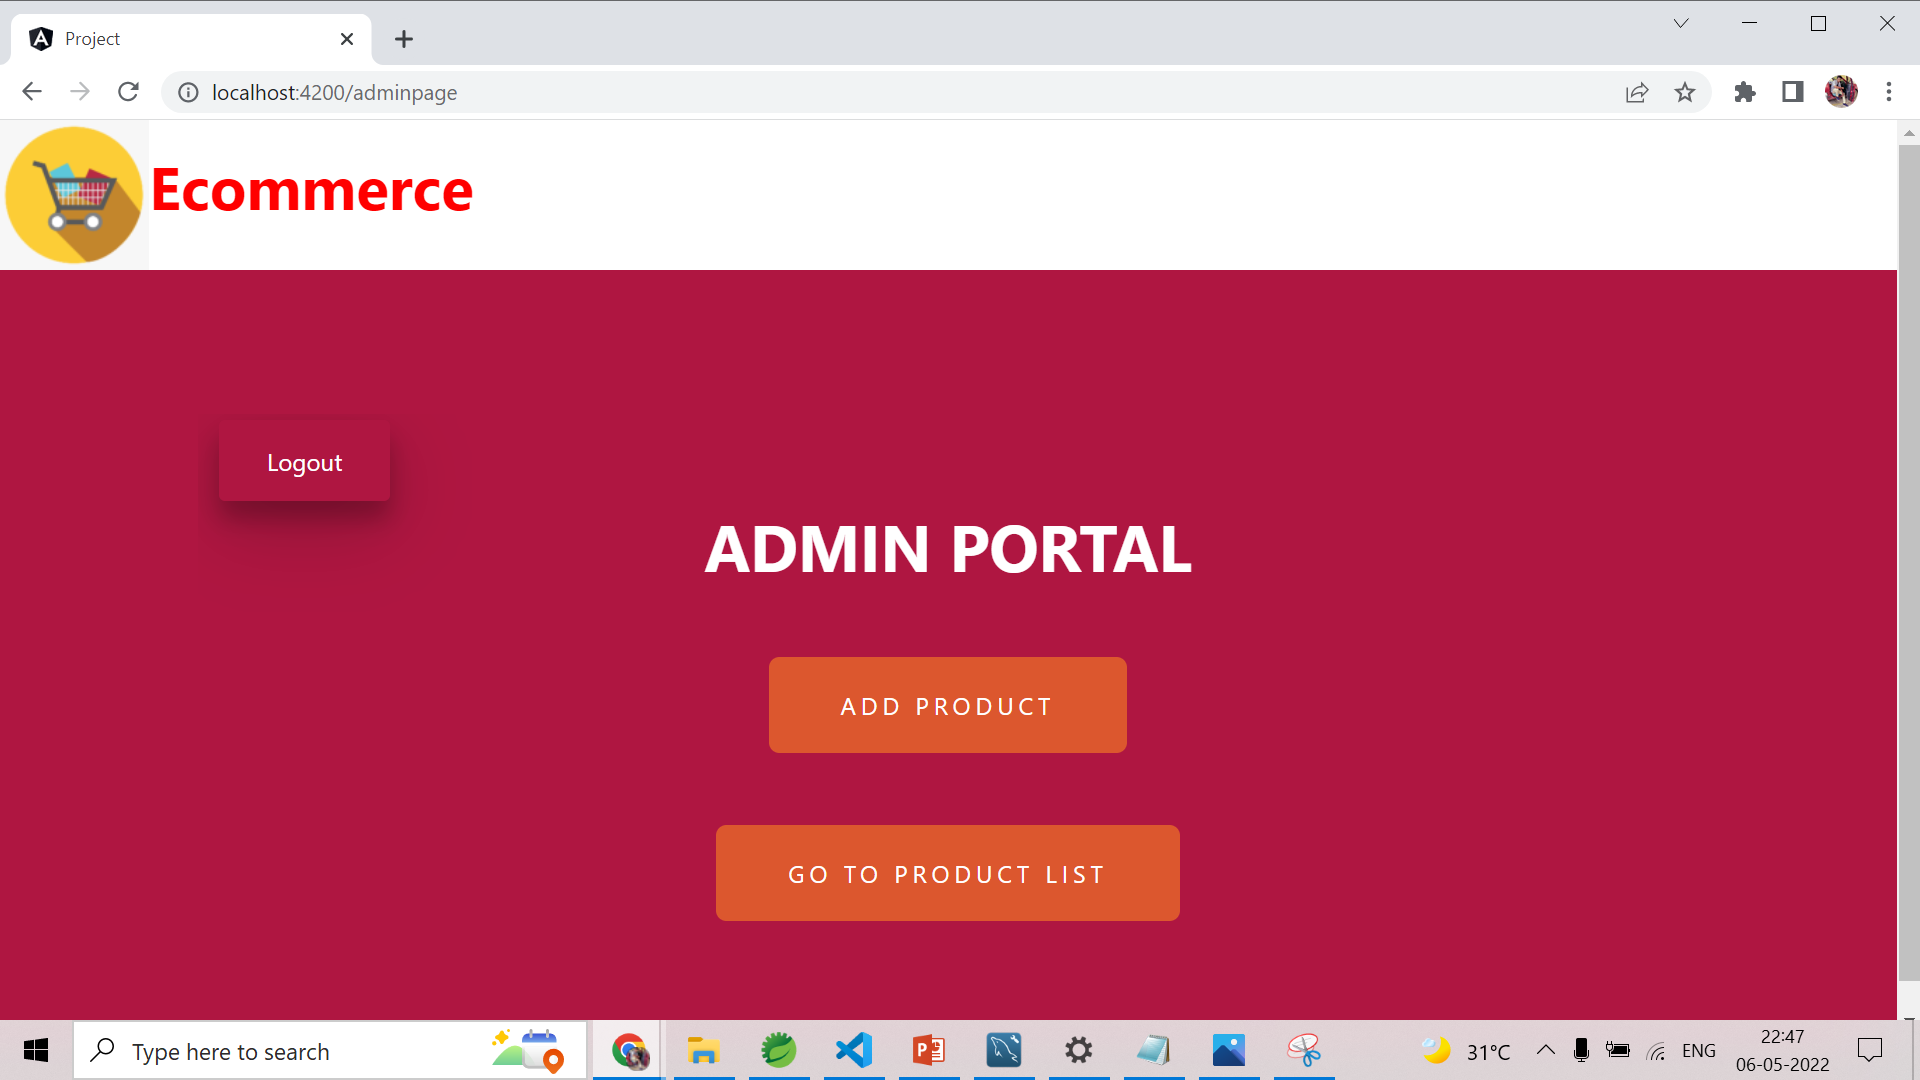 Project
localhost:4200/adminpage
Ecommerce
Logout
ADMIN PORTAL
ADD PRODUCT
GO TO PRODUCT LIST
Type here to search
31°C
ENG
22:47
06-05-2022